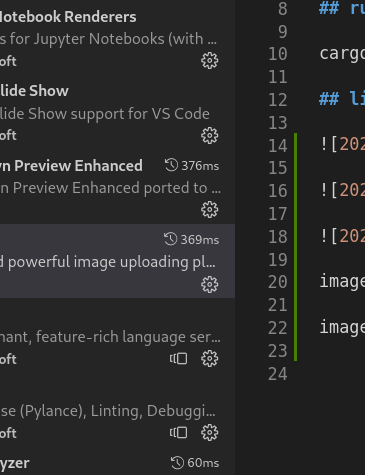 Notebook Renderers
s for Jupyter Notebooks (with ...
oft
lide Show
lide Show support for VS Code
oft
n Preview Enhanced 376ms
n Preview Enhanced ported to ...
369ms
d powerful image uploading pl...
nant, feature-rich language ser...
oft
se (Pylance), Linting, Debuggi...
oft
yzer 60ms
8 ## ru
9
10 cargo
11
12 ## li
13
14 ![202
15
16 ![202
17
18 ![202
19
20 image
21
22 image
23
24